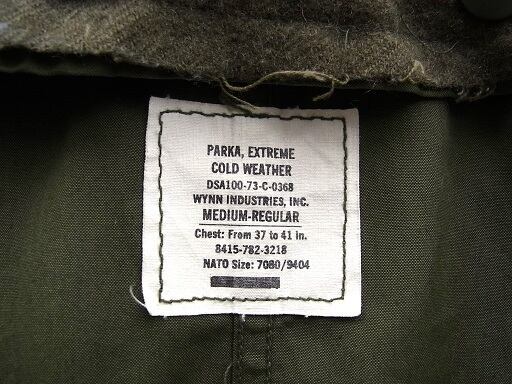 PARKA, EXTREME
COLD WEATHER
DSA100-73-C-0368
WYNN INDUSTRIES, INC.
MEDIUM-REGULAR
Chest: From 37 to 41 in.
8415-782-3218
NATO Size: 7080/9404